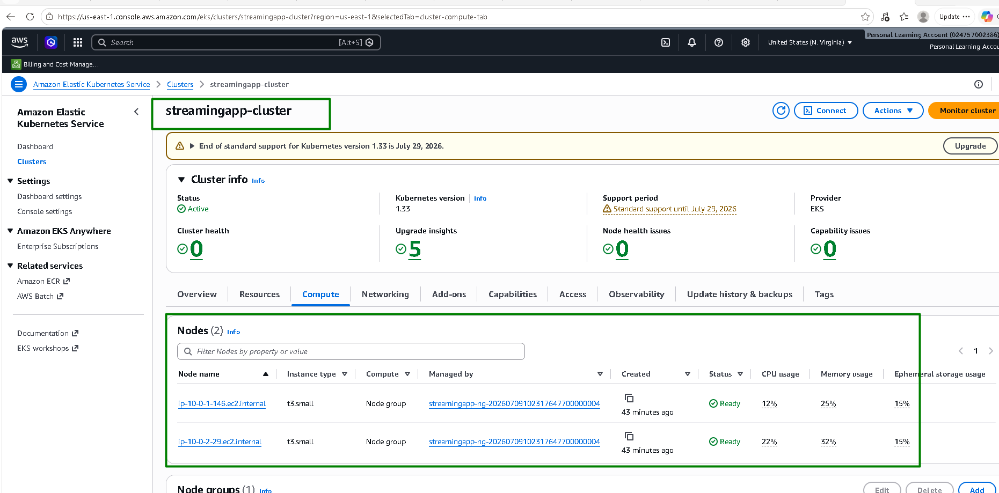 https://us-east-1.console.aws.amazon.com/eks/clusters/streamingapp-cluster?region=us-east-1&selectedTab=cluster-compute-tab
Update
aws
Search
[Alt+S]
United States (N. Virginia)
Personal Learning Account (024757002386)
Personal Learning Accou
Billing and Cost Manage...
Amazon Elastic Kubernetes Service
Clusters
streamingapp-cluster
Amazon Elastic
Kubernetes Service
Dashboard
Clusters
Settings
Dashboard settings
Console settings
Amazon EKS Anywhere
Enterprise Subscriptions
Related services
Amazon ECR
AWS Batch
Documentation
EKS workshops
streamingapp-cluster
Connect
Actions
Monitor cluster
End of standard support for Kubernetes version 1.33 is July 29, 2026.
Upgrade
Cluster info Info
Status
Active
Kubernetes version Info
1.33
Support period
Standard support until July 29, 2026
Provider
EKS
Cluster health
0
Upgrade insights
5
Node health issues
0
Capability issues
0
Overview Resources Compute Networking Add-ons Capabilities Access Observability Update history & backups Tags
Nodes (2) Info
Filter Nodes by property or value
1
Node name Instance type Compute Managed by Created Status CPU usage Memory usage Ephemeral storage usage
ip-10-0-1-146.ec2.internal t3.small Node group streamingapp-ng-20260709102317647700000004 43 minutes ago Ready 12% 25% 15%
ip-10-0-2-29.ec2.internal t3.small Node group streamingapp-ng-20260709102317647700000004 43 minutes ago Ready 22% 32% 15%
Node groups (1) Info
Edit Delete Add